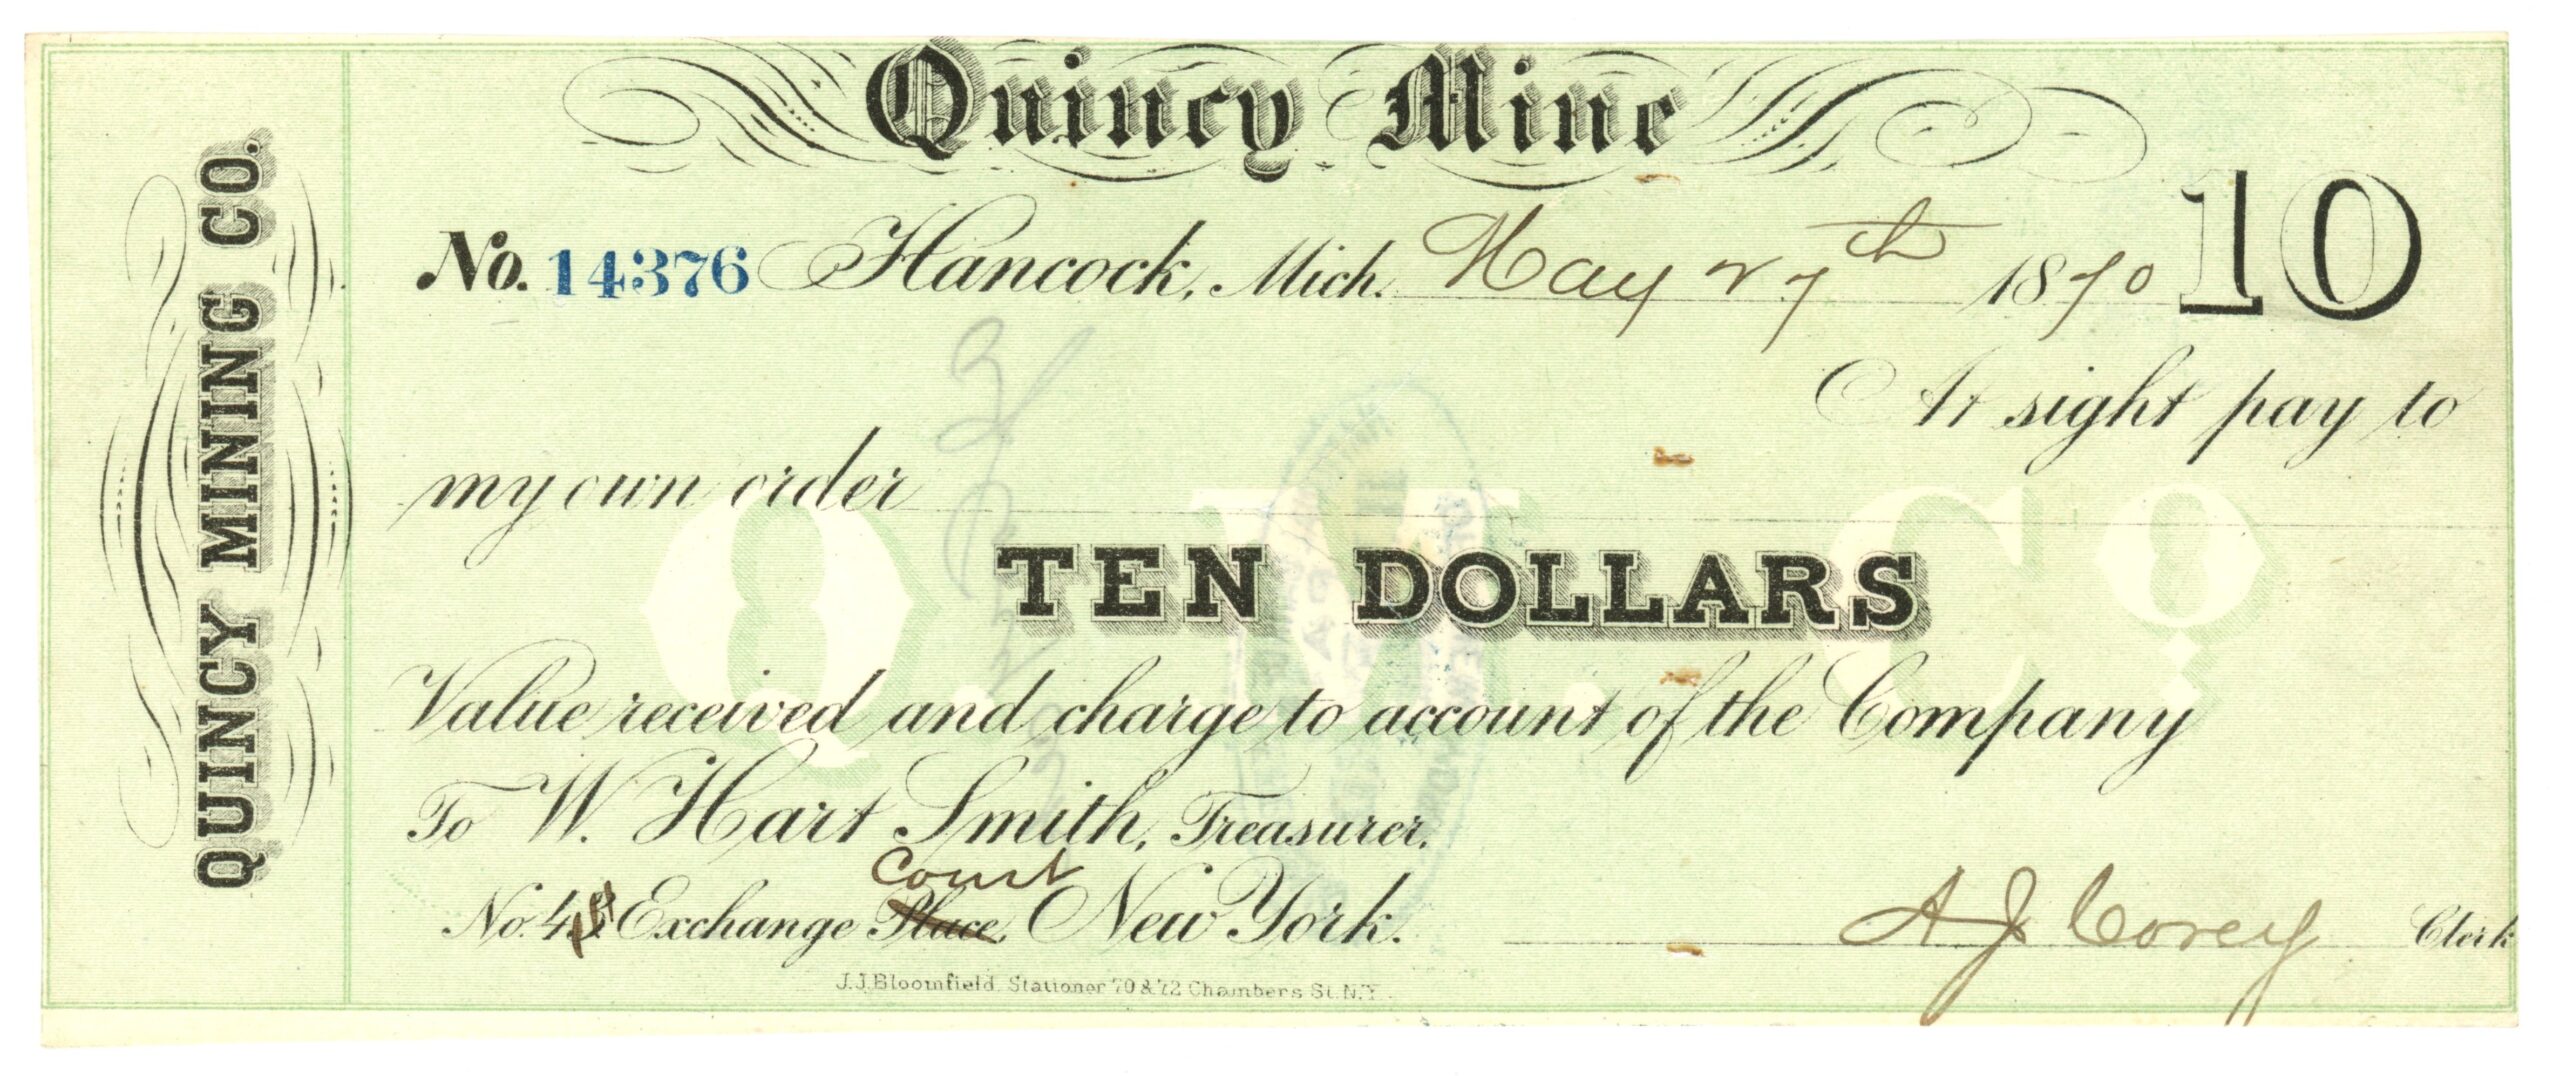 QUINCY MINING CO.
Quincy Mine
No. 14376 Hancock, Mich. May 27th 1870 10
At sight pay to
my own order
TEN DOLLARS
Value received and charge to account of the Company
To W. Hart Smith, Treasurer.
Court
No. 4 Exchange Place, New York. A J Corey Clerk
J.J. Bloomfield, Stationer 70 & 72 Chambers St. N.Y.
Q. M. Co.